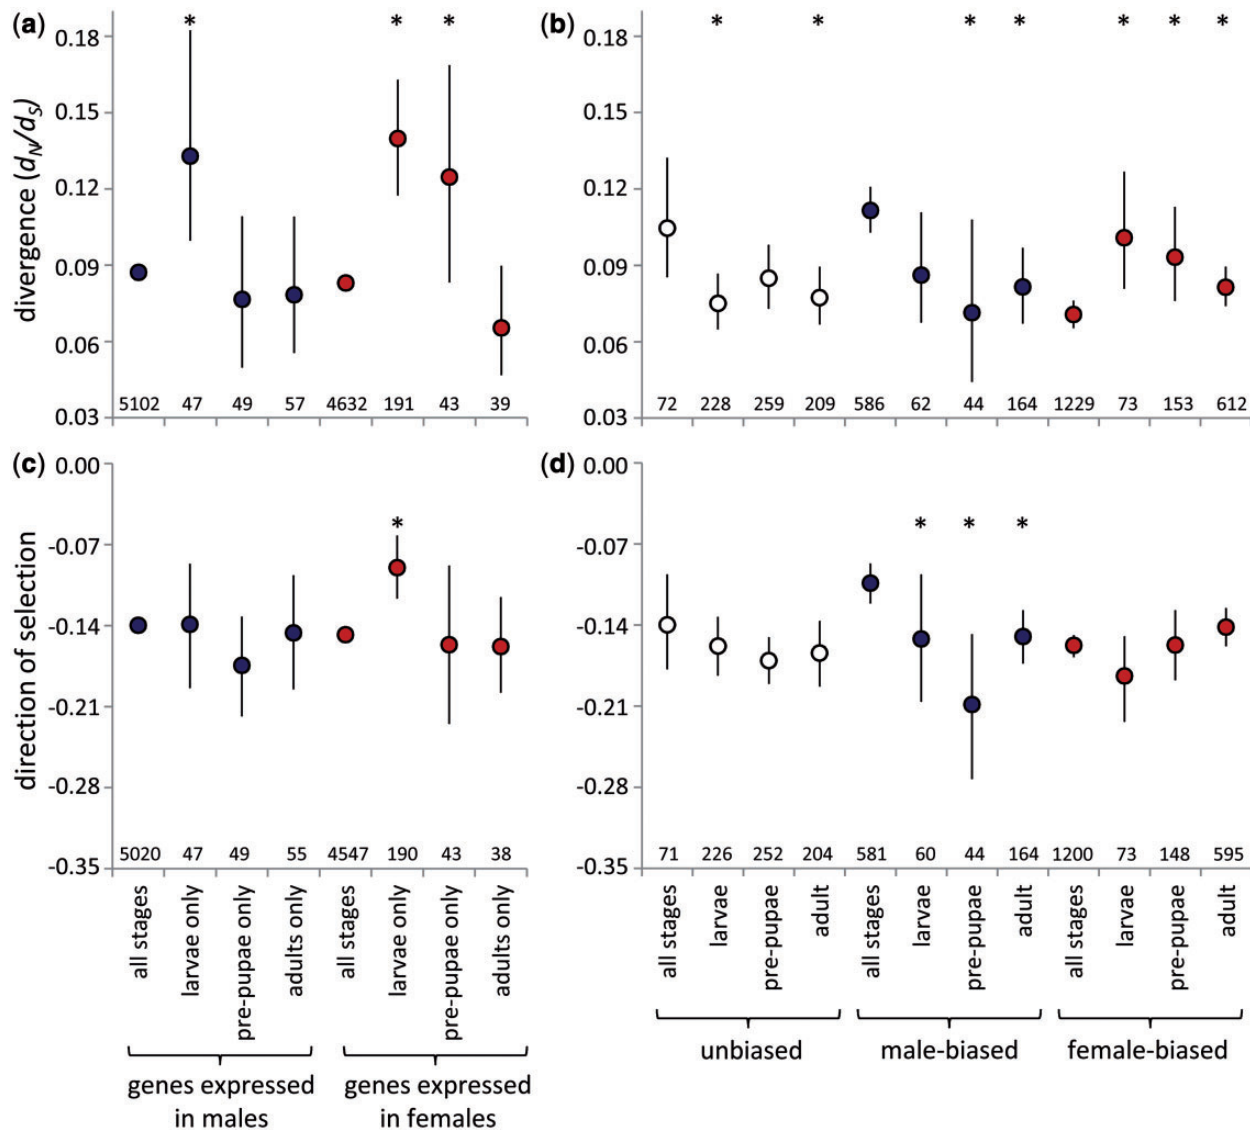 (a)
* * *
divergence (dN/dS)
0.18
0.15
0.12
0.09
0.06
0.03
5102 47 49 57 4632 191 43 39
(b)
* * * * * * *
0.18
0.15
0.12
0.09
0.06
0.03
72 228 259 209 586 62 44 164 1229 73 153 612
(c)
*
direction of selection
0.00
-0.07
-0.14
-0.21
-0.28
-0.35
5020 47 49 55 4547 190 43 38
all stages
larvae only
pre-pupae only
adults only
all stages
larvae only
pre-pupae only
adults only
genes expressed
in males
genes expressed
in females
(d)
* * *
0.00
-0.07
-0.14
-0.21
-0.28
-0.35
71 226 252 204 581 60 44 164 1200 73 148 595
all stages
larvae
pre-pupae
adult
all stages
larvae
pre-pupae
adult
all stages
larvae
pre-pupae
adult
unbiased
male-biased
female-biased